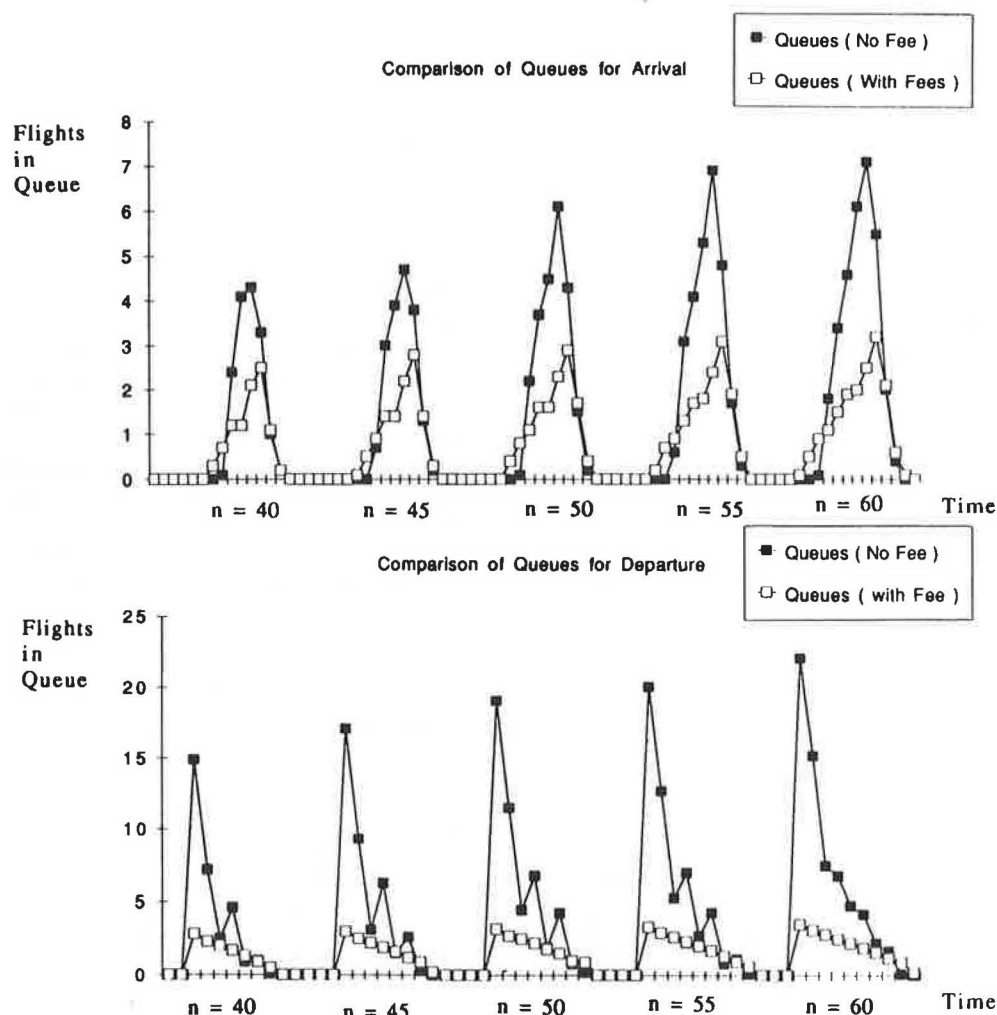 Queues ( No Fee )
Comparison of Queues for Arrival
Queues ( With Fees )
Flights
in
Queue
8
7
6
5
4
3
2
1
0
n = 40
n = 45
n = 50
n = 55
n = 60
Time
Queues ( No Fee )
Comparison of Queues for Departure
Queues ( with Fee )
Flights
in
Queue
25
20
15
10
5
0
n = 40
n = 45
n = 50
n = 55
n = 60
Time